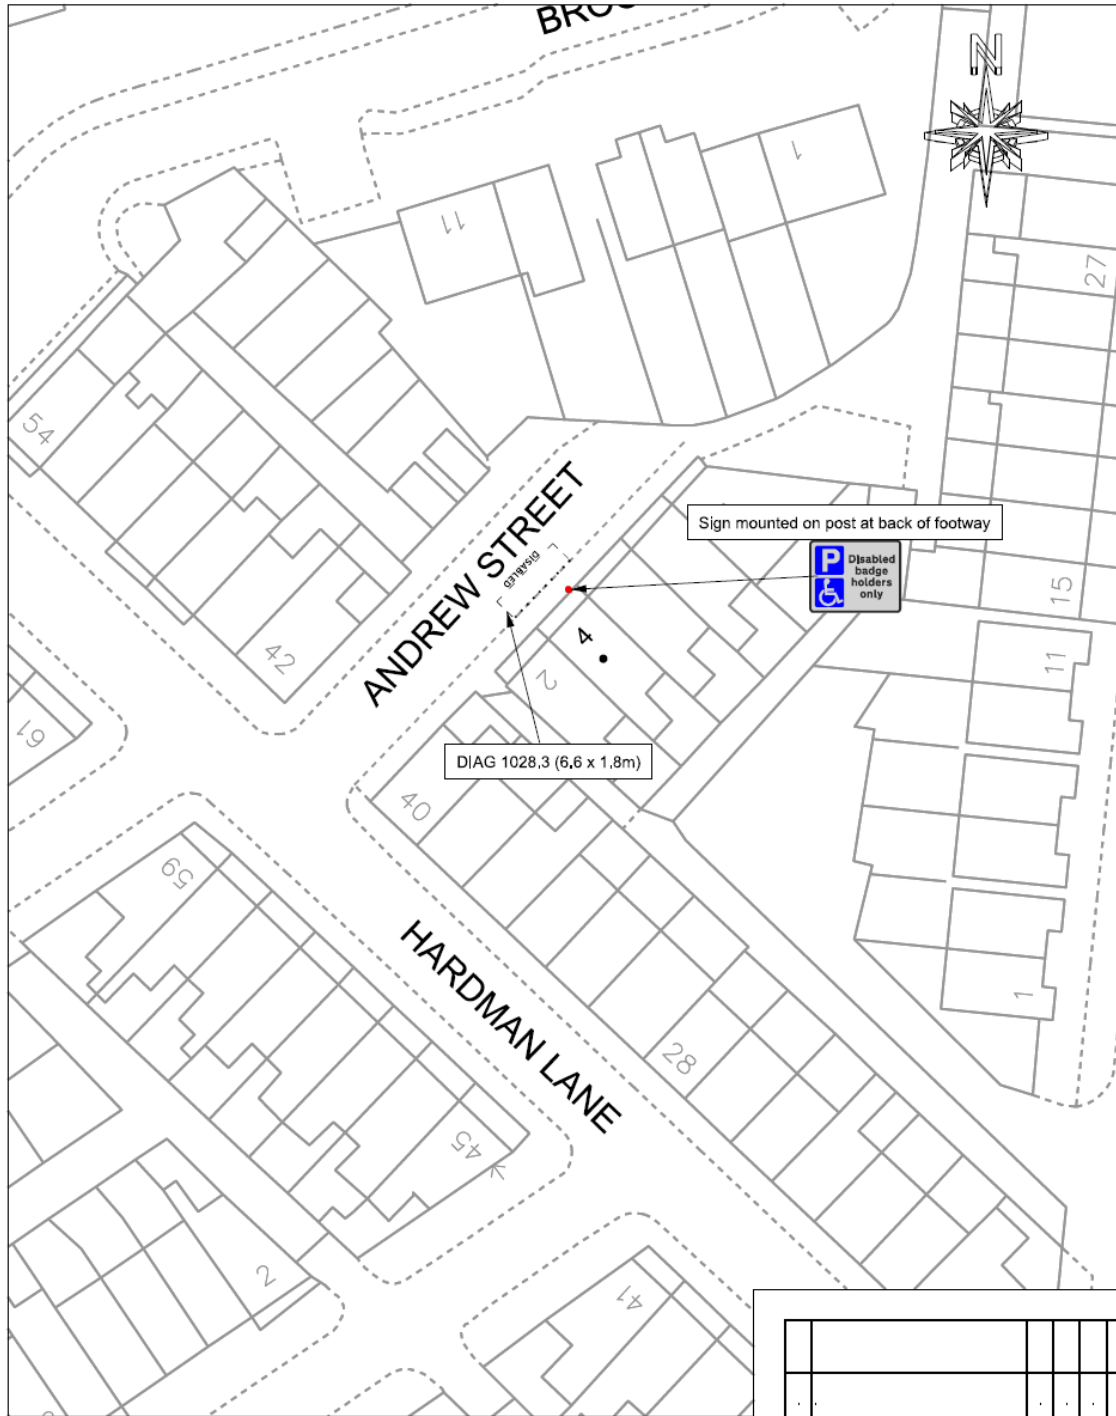 N
1
11
27
54
ANDREW STREET
Sign mounted on post at back of footway
P Disabled
badge
holders
only
DISABLED
15
4
2
42
11
61
DIAG 1028.3 (6.6 x 1.8m)
40
59
HARDMAN LANE
1
28
45
2
41